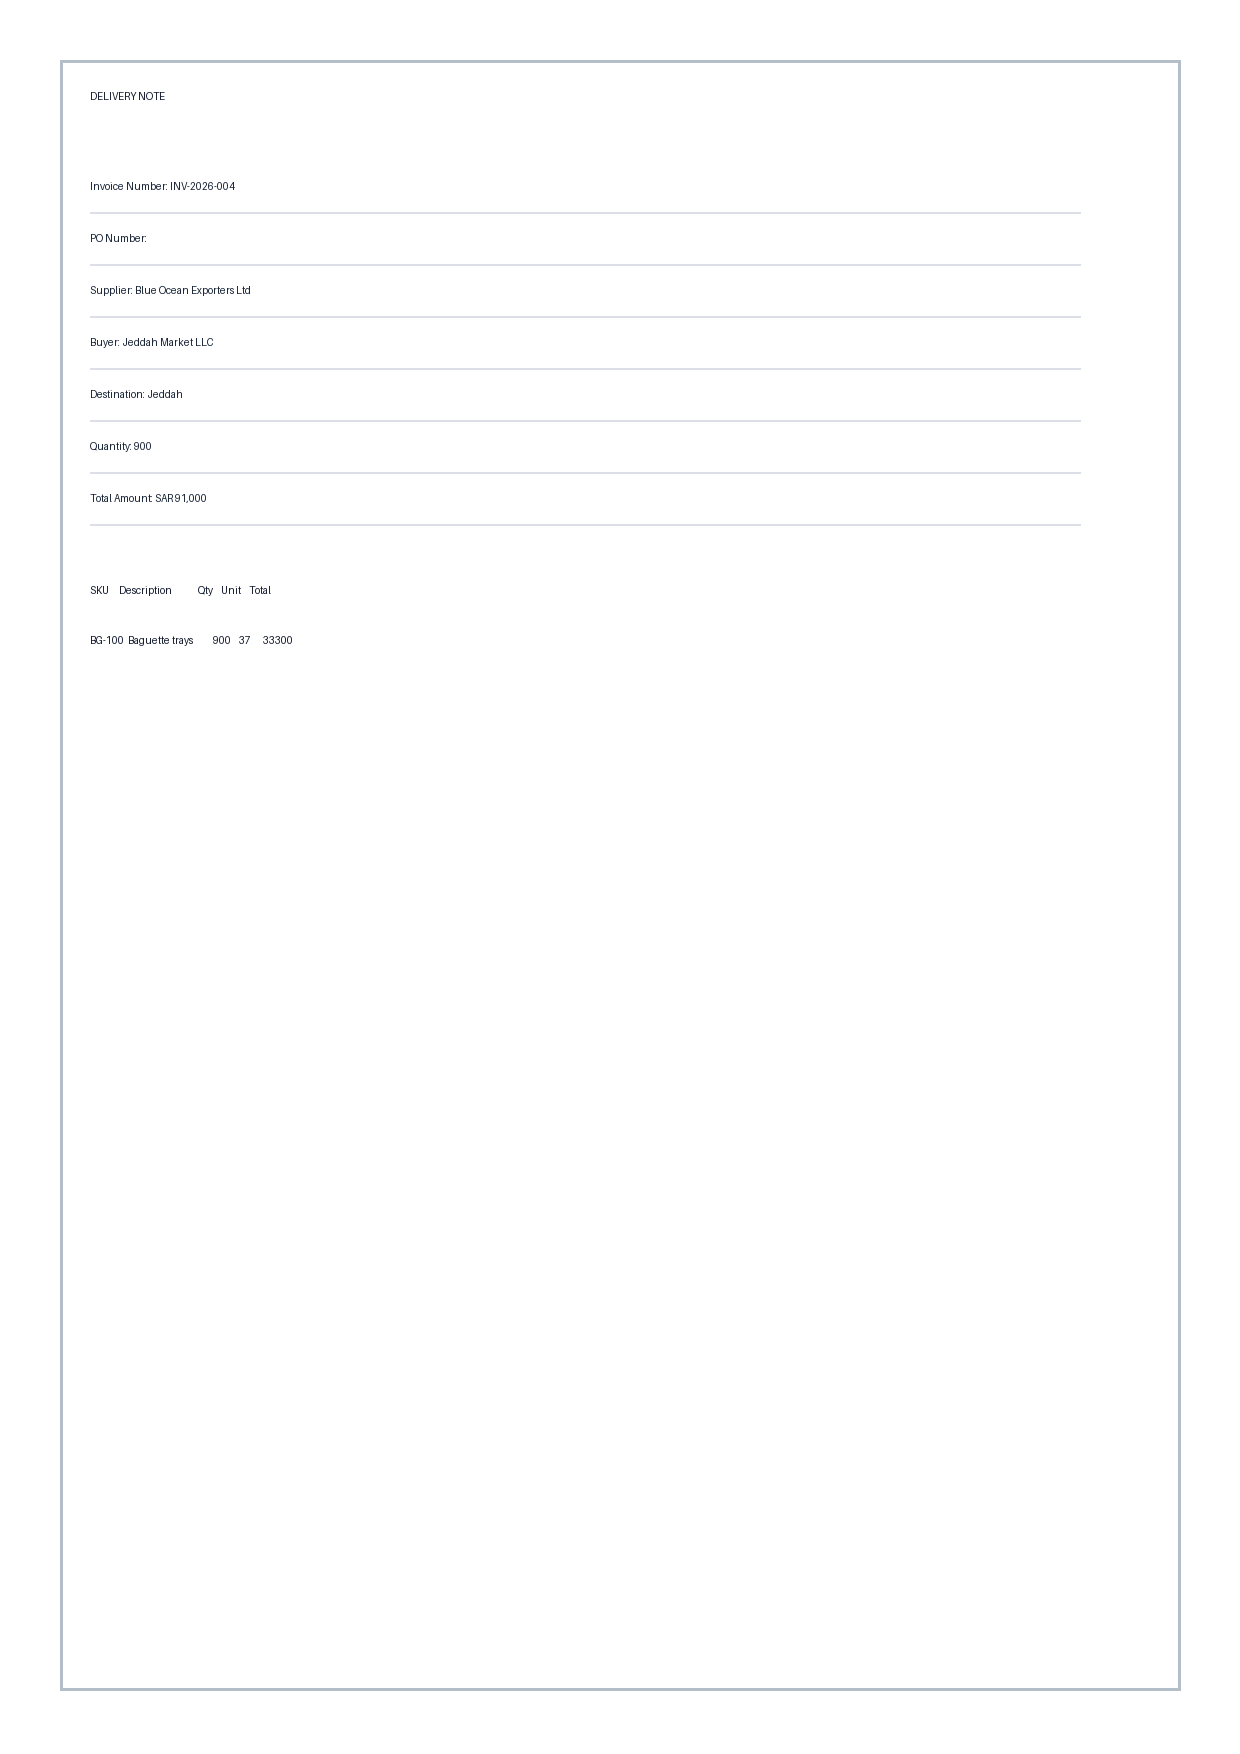 DELIVERY NOTE
Invoice Number: INV-2026-004
PO Number:
Supplier: Blue Ocean Exporters Ltd
Buyer: Jeddah Market LLC
Destination: Jeddah
Quantity: 900
Total Amount: SAR 91,000
SKU Description Qty Unit Total
BG-100 Baguette trays 900 37 33300